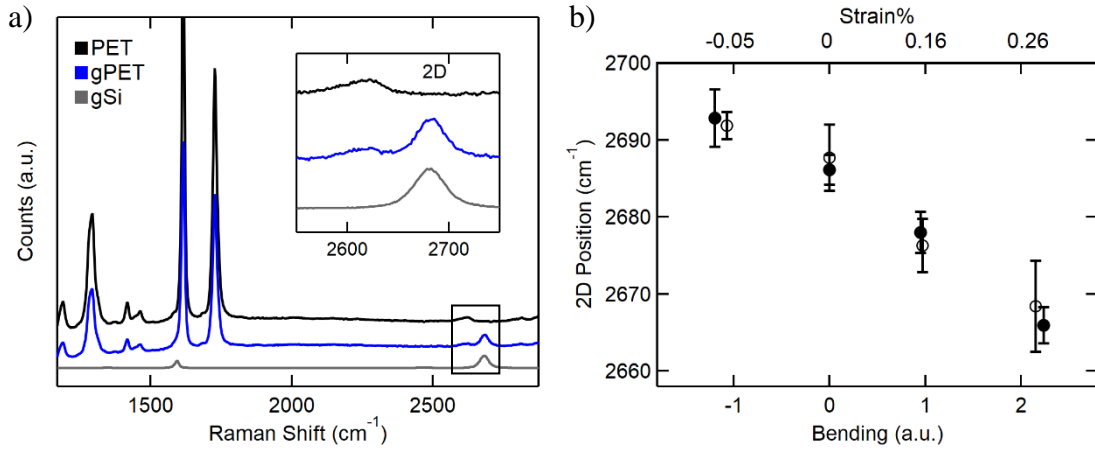 a)
PET
gPET
gSi
2D
2600
2700
Counts (a.u.)
1500
2000
2500
Raman Shift (cm⁻¹)
b)
Strain%
-0.05
0
0.16
0.26
2700
2690
2680
2670
2660
2D Position (cm⁻¹)
-1
0
1
2
Bending (a.u.)